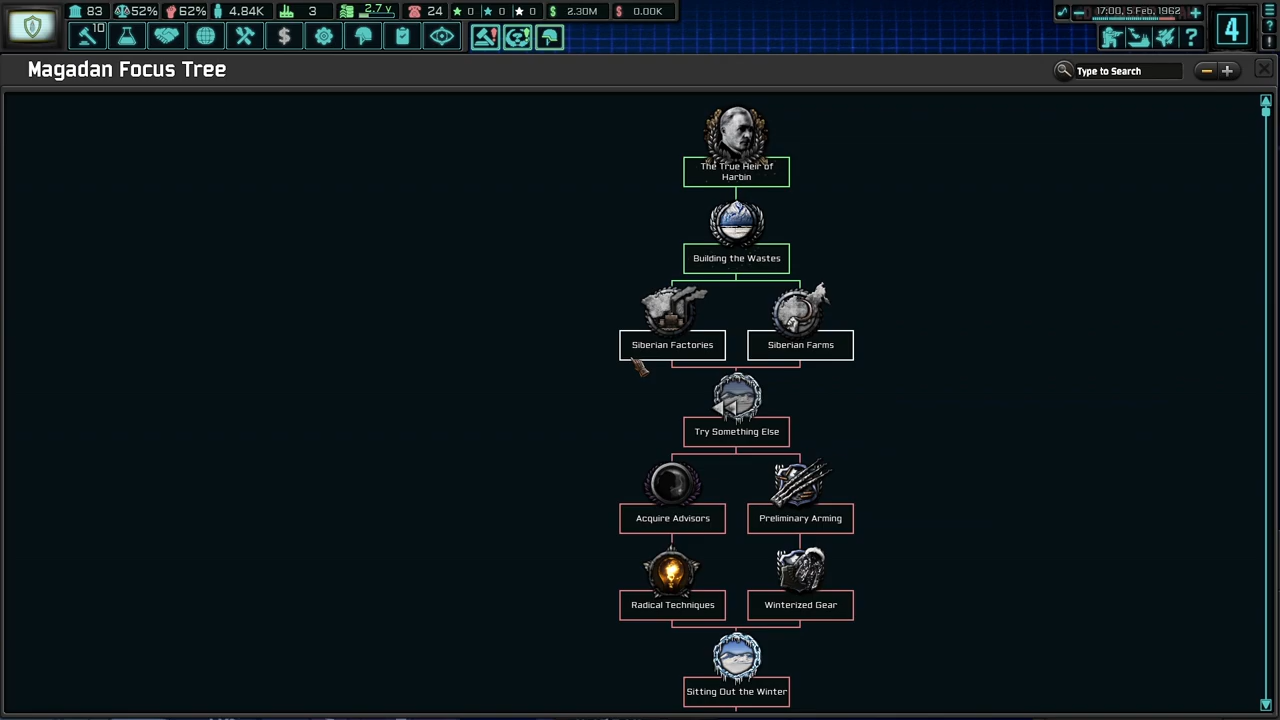 83 52% 62% 4.84K 3 2.7 v 24 0 0 0 2.30M 0.00K
17:00, 5 Feb, 1962
10
4
Magadan Focus Tree
Type to Search
The True Heir of
Harbin
Building the Wastes
Siberian Factories
Siberian Farms
Try Something Else
Acquire Advisors
Preliminary Arming
Radical Techniques
Winterized Gear
Sitting Out the Winter